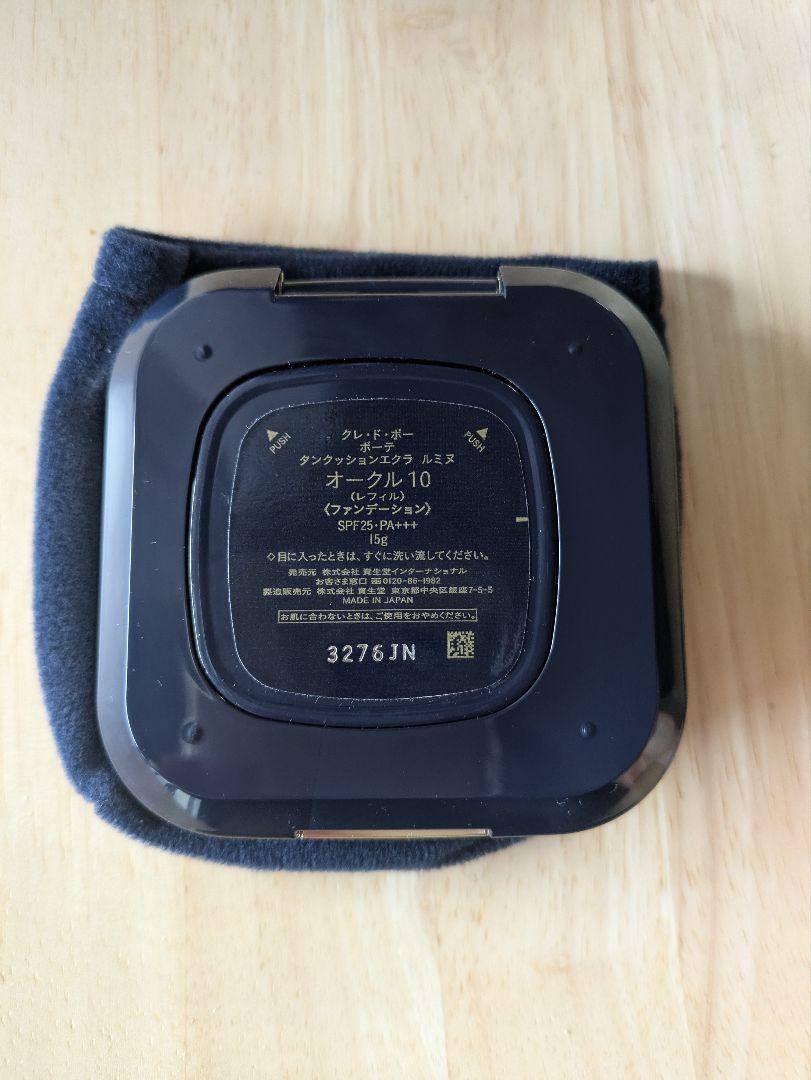 PUSH
PUSH
クレ・ド・ポー
ボーテ
タンクッションエクラ ルミヌ
オークル10
（レフィル）
《ファンデーション》
SPF25・PA+++
15g
◇目に入ったときは、すぐに洗い流してください。
発売元 株式会社 資生堂インターナショナル
お客さま窓口 0120-86-1982
製造販売元 株式会社 資生堂 東京都中央区銀座7-5-5
MADE IN JAPAN
お肌に合わないときは、ご使用をおやめください。
3276JN